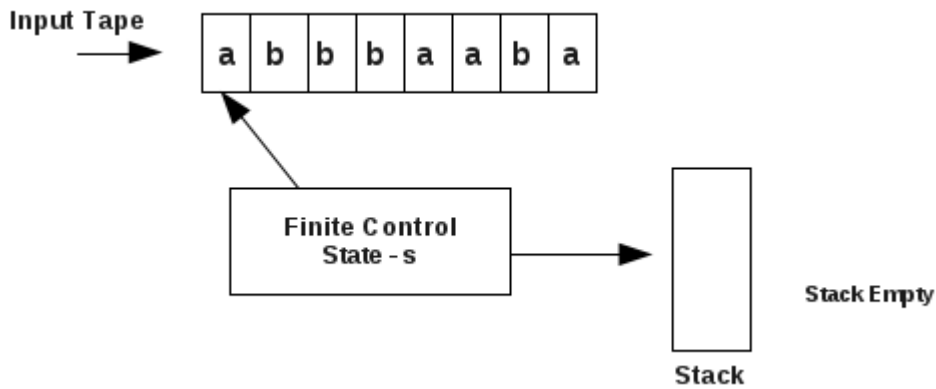 Input Tape
a b b b a a b a
Finite Control
State - s
Stack Empty
Stack